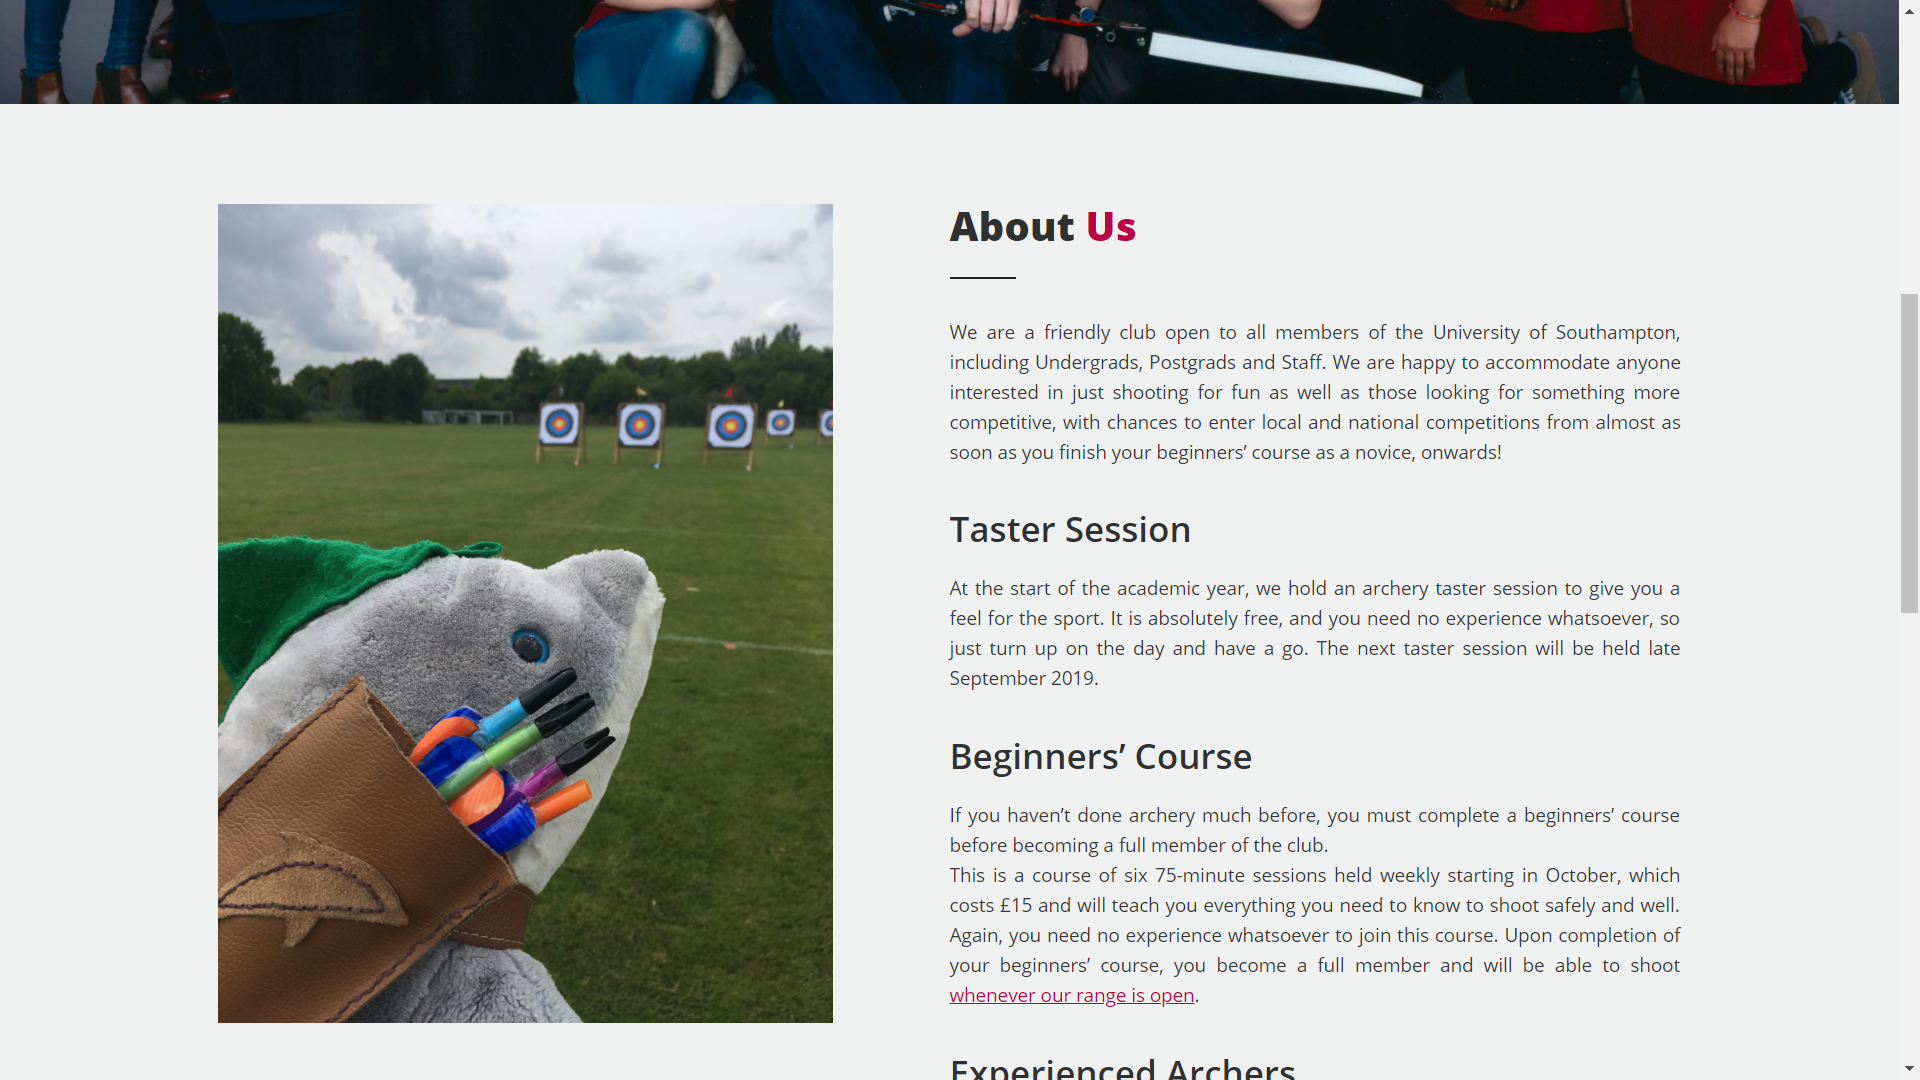 About Us
We are a friendly club open to all members of the University of Southampton,
including Undergrads, Postgrads and Staff. We are happy to accommodate anyone
interested in just shooting for fun as well as those looking for something more
competitive, with chances to enter local and national competitions from almost as
soon as you finish your beginners’ course as a novice, onwards!
Taster Session
At the start of the academic year, we hold an archery taster session to give you a
feel for the sport. It is absolutely free, and you need no experience whatsoever, so
just turn up on the day and have a go. The next taster session will be held late
September 2019.
Beginners’ Course
If you haven’t done archery much before, you must complete a beginners’ course
before becoming a full member of the club.
This is a course of six 75-minute sessions held weekly starting in October, which
costs £15 and will teach you everything you need to know to shoot safely and well.
Again, you need no experience whatsoever to join this course. Upon completion of
your beginners’ course, you become a full member and will be able to shoot
whenever our range is open.
Experienced Archers